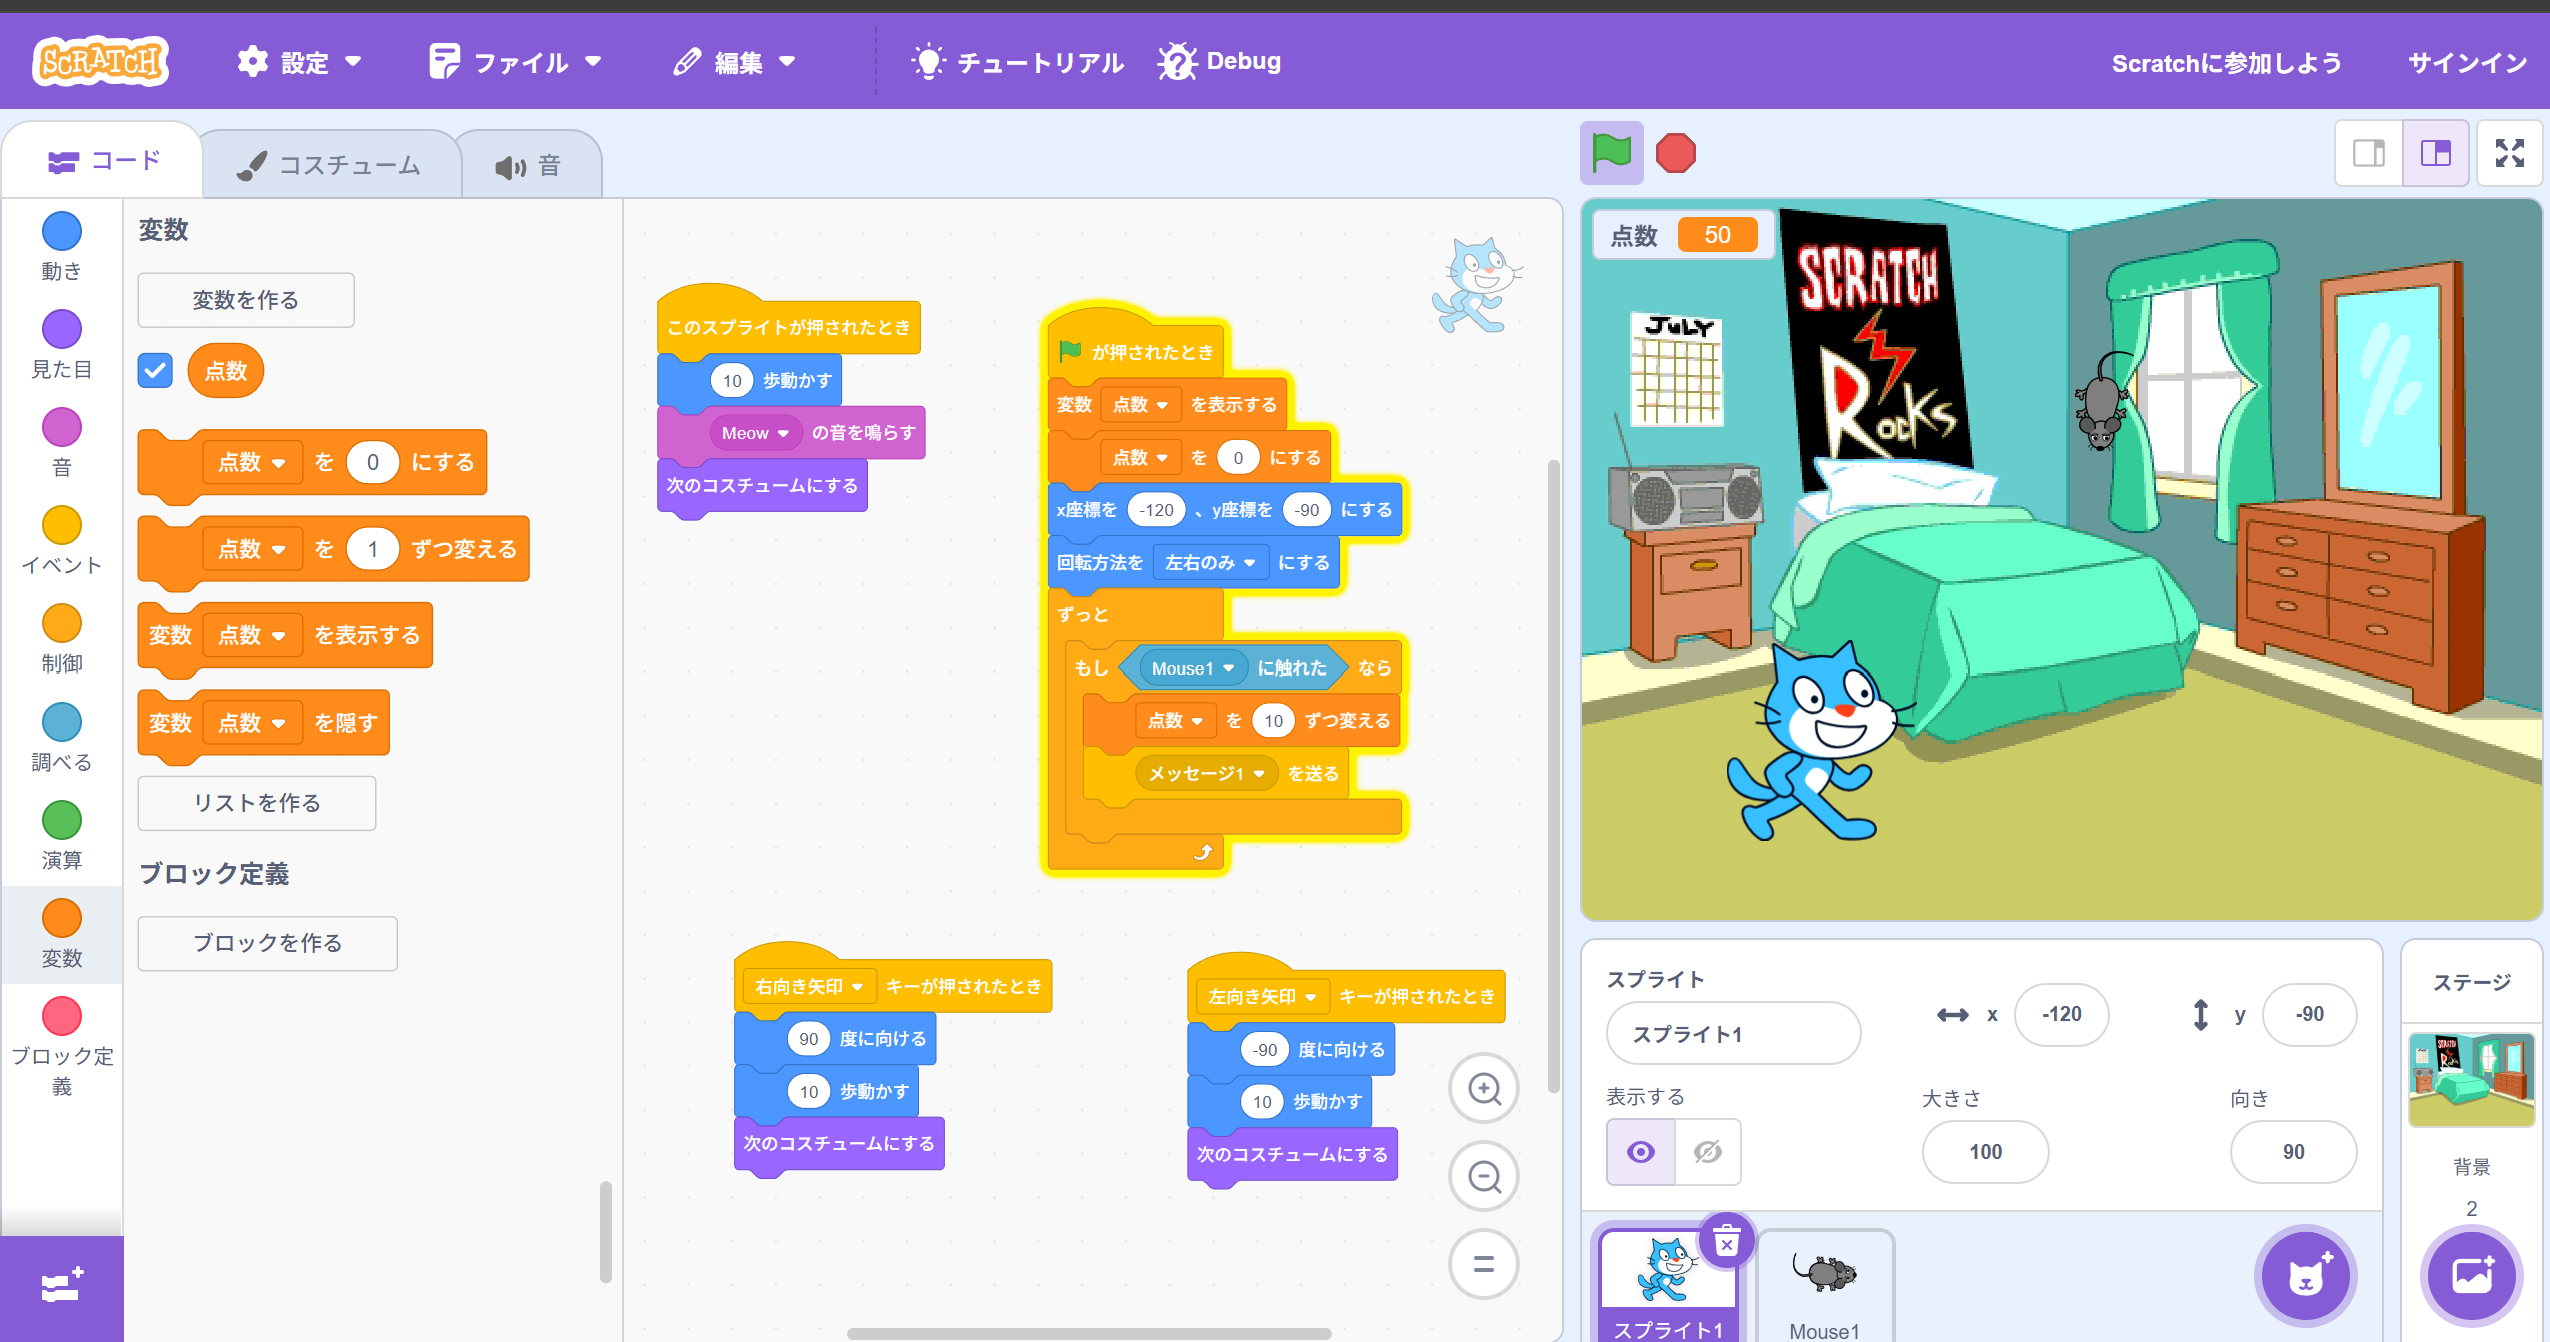 SCRATCH 設定 ファイル 編集 チュートリアル Debug Scratchに参加しよう サインイン
コード コスチューム 音
動き
見た目
音
イベント
制御
調べる
演算
変数
ブロック定
義
変数
変数を作る
点数
点数 を 0 にする
点数 を 1 ずつ変える
変数 点数 を表示する
変数 点数 を隠す
リストを作る
ブロック定義
ブロックを作る
このスプライトが押されたとき
10 歩動かす
Meow の音を鳴らす
次のコスチュームにする
が押されたとき
変数 点数 を表示する
点数 を 0 にする
x座標を -120 、y座標を -90 にする
回転方法を 左右のみ にする
ずっと
もし Mouse1 に触れた なら
点数 を 10 ずつ変える
メッセージ1 を送る
右向き矢印 キーが押されたとき
90 度に向ける
10 歩動かす
次のコスチュームにする
左向き矢印 キーが押されたとき
-90 度に向ける
10 歩動かす
次のコスチュームにする
点数 50
SCRATCH
ROCKS
JULY
スプライト
スプライト1
x -120 y -90
表示する 大きさ 向き
100 90
スプライト1
Mouse1
ステージ
背景
2